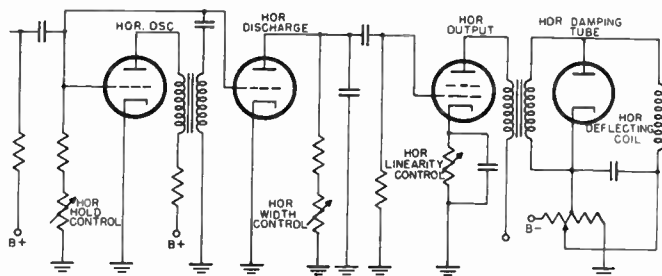 HOR. OSC
HOR
DISCHARGE
HOR
OUTPUT
HOR DAMPING
TUBE
HOR
DEFLECTING
COIL
HOR
LINEARITY
CONTROL
HOR
HOLD
CONTROL
HOR
WIDTH
CONTROL
B-
B+
B+